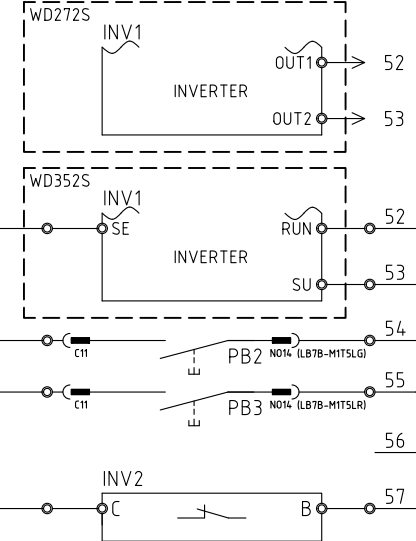 WD272S
INV1
OUT1 52
INVERTER
OUT2 53
WD352S
INV1
52
SE RUN
INVERTER
53
SU
54
C11 PB2 NO14 (LB7B-M1T5LG)
55
C11 PB3 NO14 (LB7B-M1T5LR)
56
INV2
57
C B